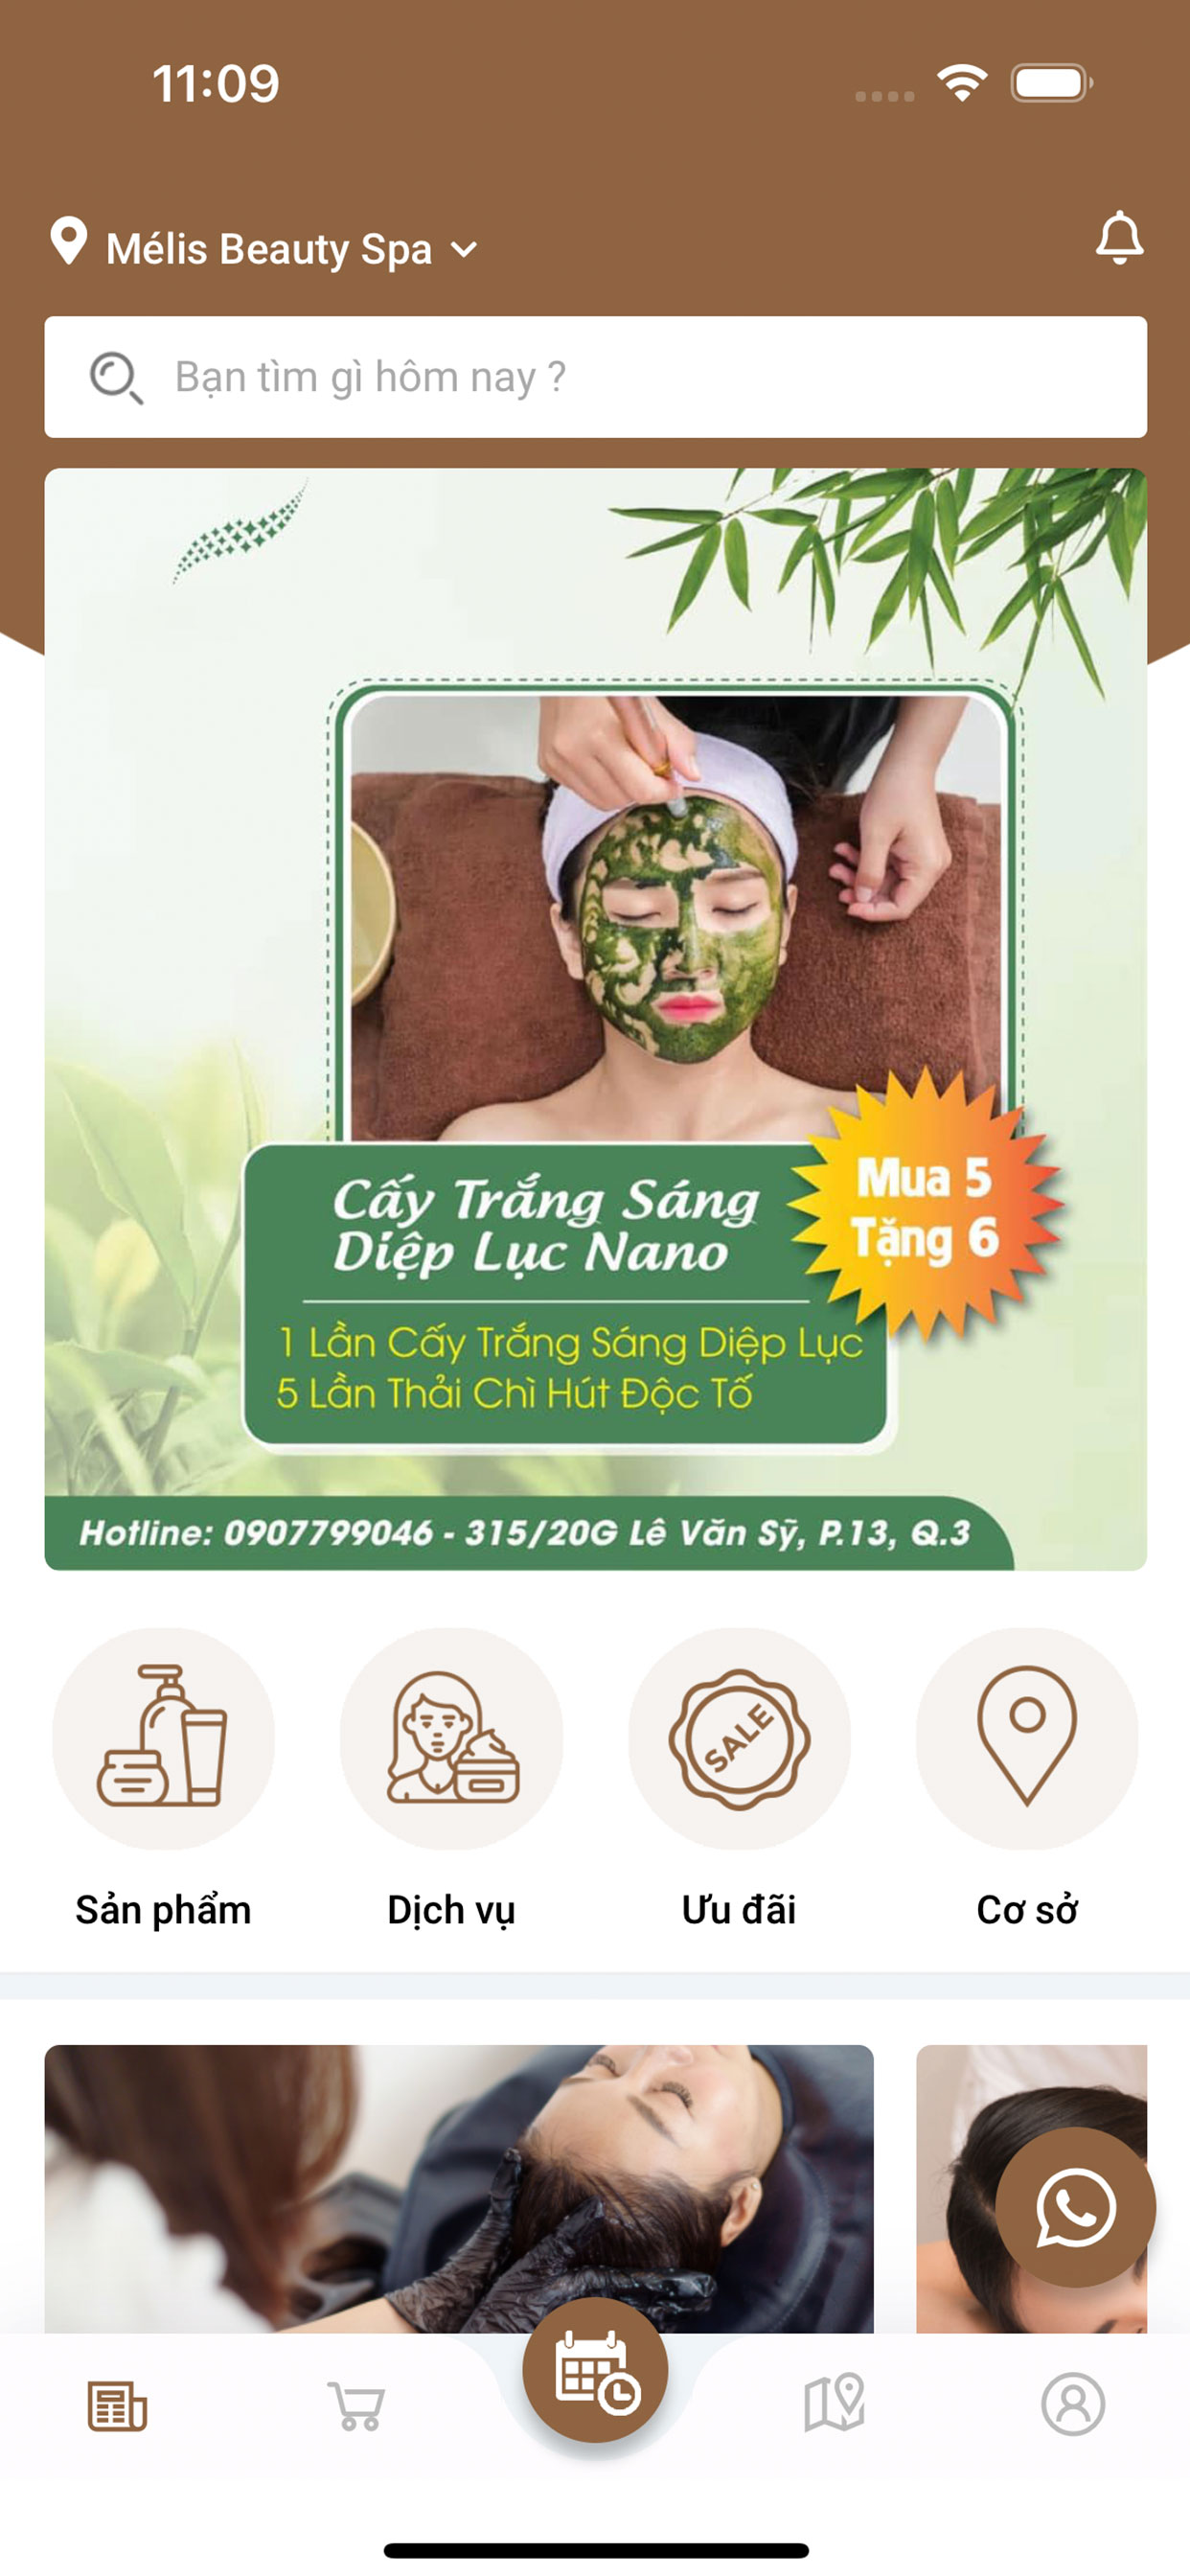 11:09
Mélis Beauty Spa
Bạn tìm gì hôm nay ?
Cấy Trắng Sáng
Diệp Lục Nano
Mua 5
Tặng 6
1 Lần Cấy Trắng Sáng Diệp Lục
5 Lần Thải Chì Hút Độc Tố
Hotline: 0907799046 - 315/20G Lê Văn Sỹ, P.13, Q.3
SALE
Sản phẩm
Dịch vụ
Ưu đãi
Cơ sở